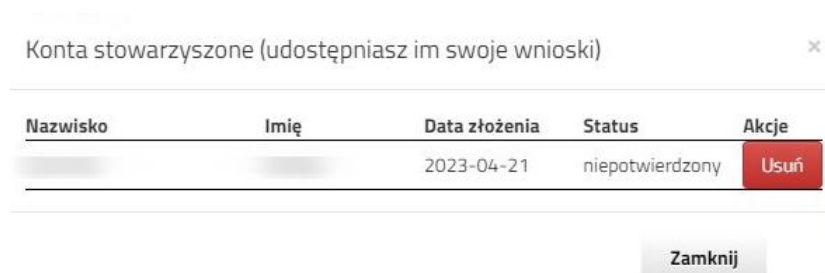 Konta stowarzyszone (udostępniasz im swoje wnioski) ×
Nazwisko Imię Data złożenia Status Akcje
2023-04-21 niepotwierdzony Usuń
Zamknij